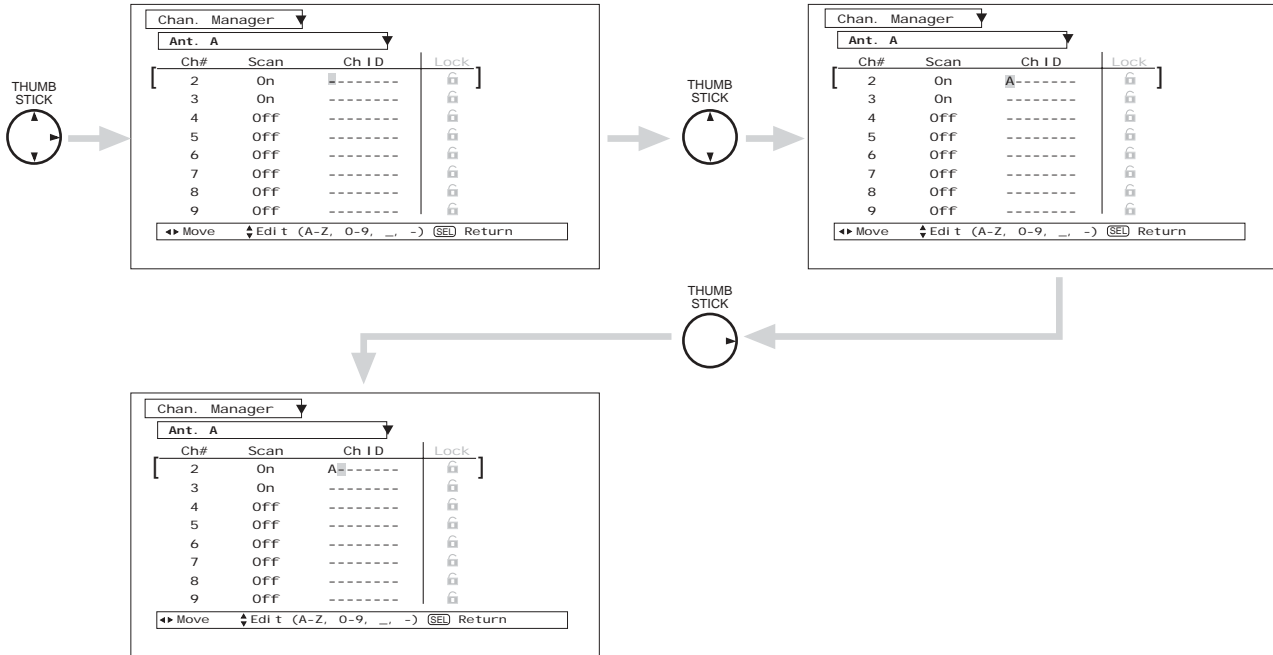 THUMB
STICK
Chan. Manager
Ant. A
Ch# Scan Ch ID Lock
[ 2 On -------- ]
3 On --------
4 Off --------
5 Off --------
6 Off --------
7 Off --------
8 Off --------
9 Off --------
Move Edit (A-Z, 0-9, _, -) SEL Return
THUMB
STICK
Chan. Manager
Ant. A
Ch# Scan Ch ID Lock
[ 2 On A------- ]
3 On --------
4 Off --------
5 Off --------
6 Off --------
7 Off --------
8 Off --------
9 Off --------
Move Edit (A-Z, 0-9, _, -) SEL Return
THUMB
STICK
Chan. Manager
Ant. A
Ch# Scan Ch ID Lock
[ 2 On A------- ]
3 On --------
4 Off --------
5 Off --------
6 Off --------
7 Off --------
8 Off --------
9 Off --------
Move Edit (A-Z, 0-9, _, -) SEL Return